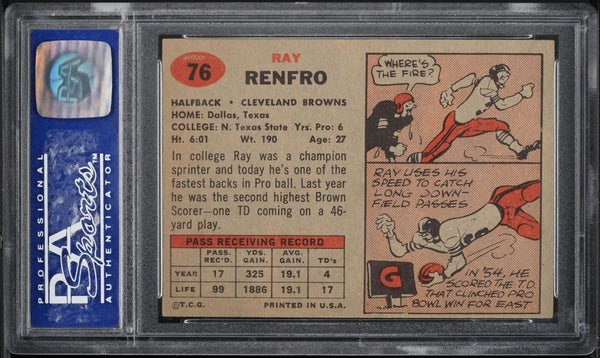 PSA
PROFESSIONAL
PSA Sports™
AUTHENTICATOR
76
RAY
RENFRO
HALFBACK • CLEVELAND BROWNS
HOME: Dallas, Texas
COLLEGE: N. Texas State Yrs. Pro: 6
Ht. 6:01 Wt. 190 Age: 27
In college Ray was a champion
sprinter and today he's one of the
fastest backs in Pro ball. Last year
he was the second highest Brown
Scorer—one TD coming on a 46-
yard play.
PASS RECEIVING RECORD
PASS. YDS. AVG.
REC'D. GAIN. GAIN. TD's
YEAR 17 325 19.1 4
LIFE 99 1886 19.1 17
©T.C.G. PRINTED IN U.S.A.
WHERE'S
THE FIRE?
RAY USES HIS
SPEED TO CATCH
LONG DOWN-
FIELD PASSES
G
IN '54, HE
SCORED THE T.D.
THAT CLINCHED PRO
BOWL WIN FOR EAST